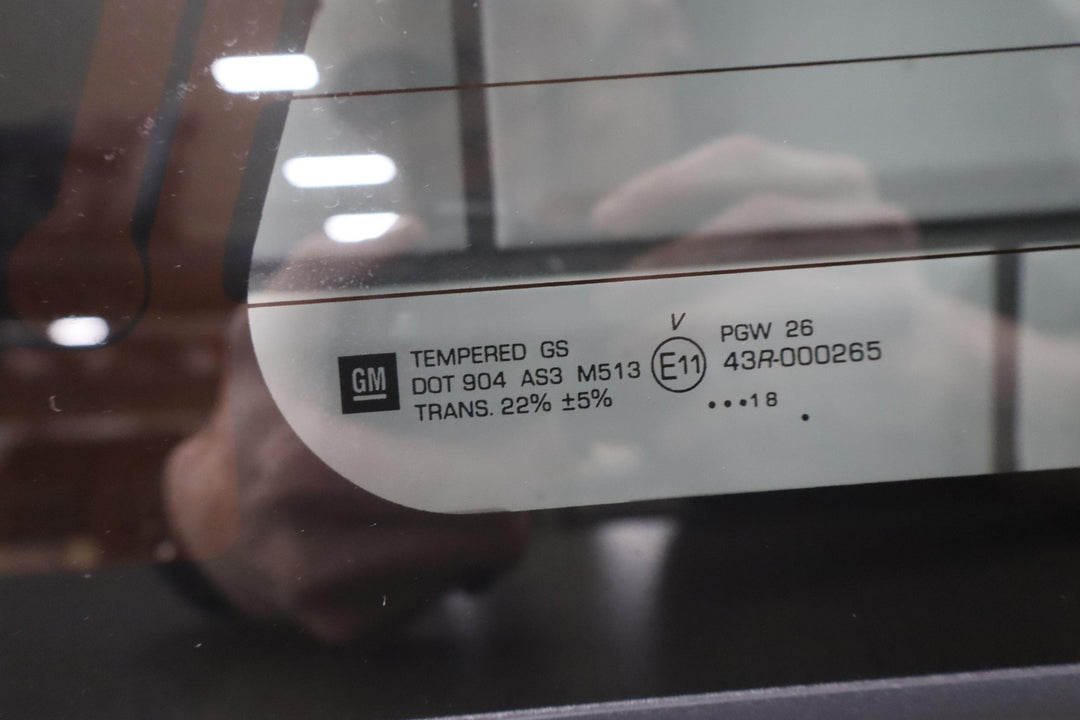 GM
TEMPERED GS
DOT 904 AS3 M513
TRANS. 22% ±5%
V
E11
PGW 26
43R-000265
•••18 •